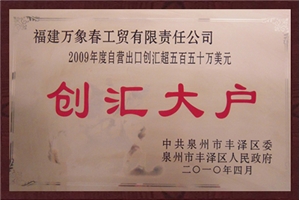 福建万象春工贸有限责任公司
2009年度自营出口创汇超五百五十万美元
创汇大户
中共泉州市丰泽区委
泉州市丰泽区人民政府
二〇一〇年四月